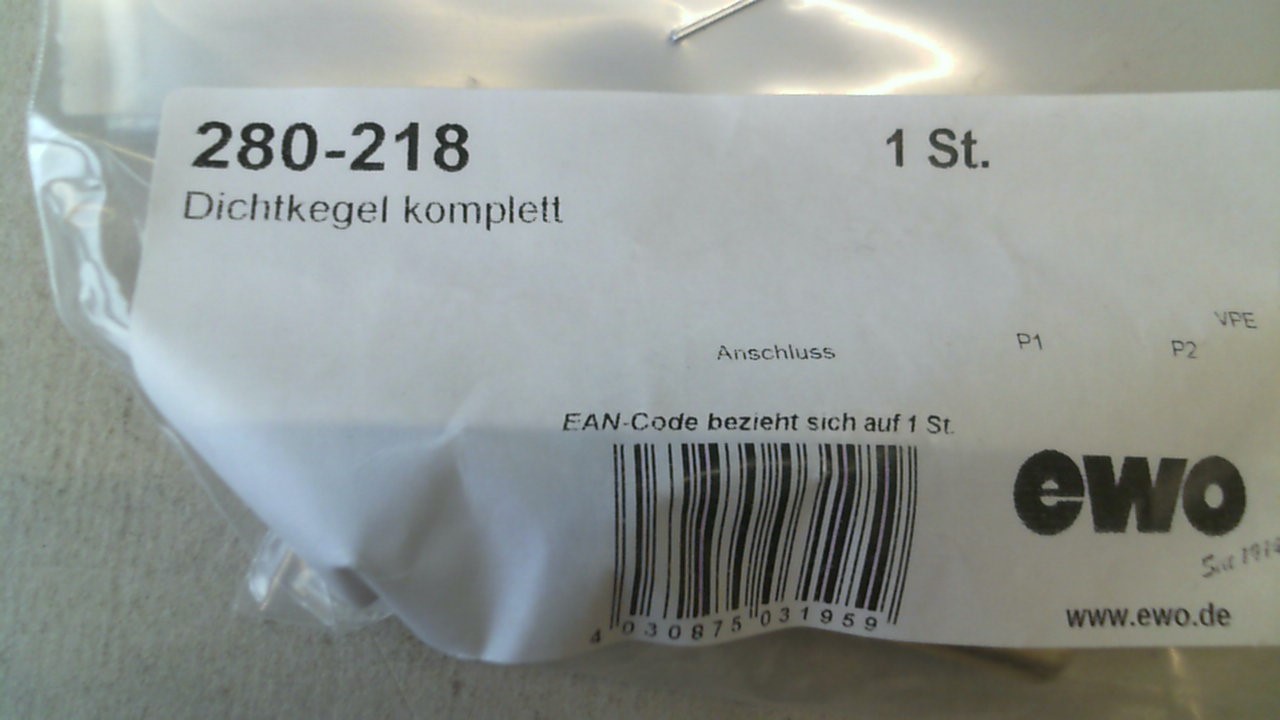 280-218
1 St.
Dichtkegel komplett
VPE
Anschluss
P1
P2
EAN-Code bezieht sich auf 1 St.
ewo
4 030875 031959
www.ewo.de